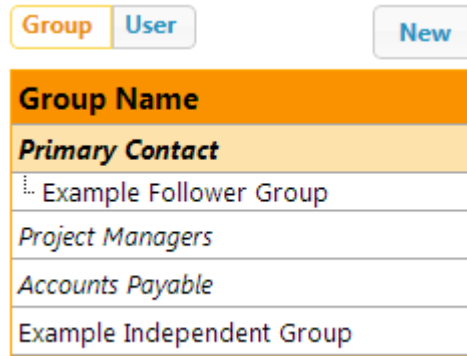 Group User New
Group Name
Primary Contact
Example Follower Group
Project Managers
Accounts Payable
Example Independent Group